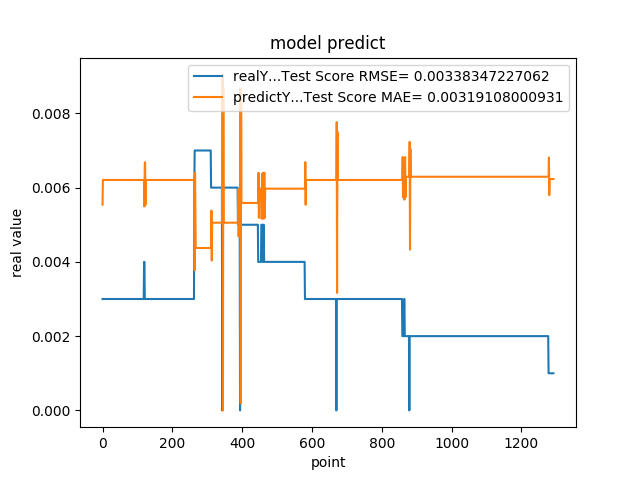 model predict
realY...Test Score RMSE= 0.00338347227062
predictY...Test Score MAE= 0.00319108000931
real value
0.008
0.006
0.004
0.002
0.000
0 200 400 600 800 1000 1200
point